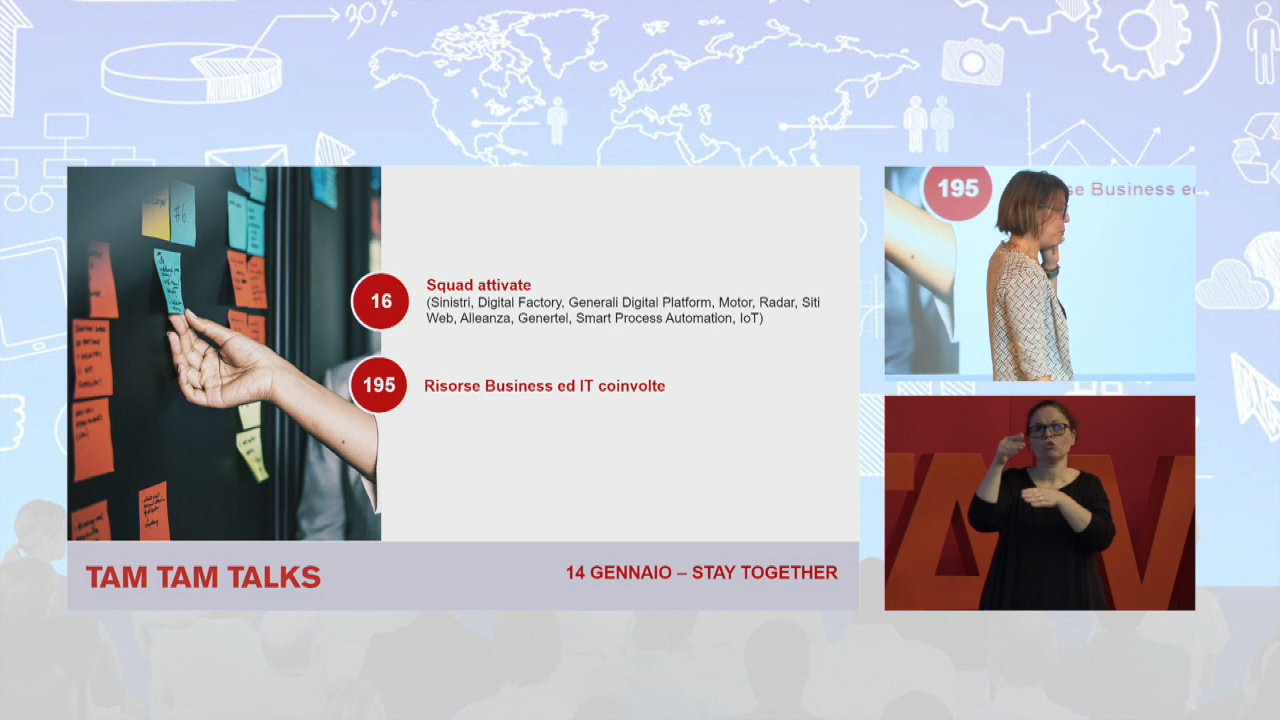 30%
#6
16
Squad attivate
(Sinistri, Digital Factory, Generali Digital Platform, Motor, Radar, Siti
Web, Alleanza, Genertel, Smart Process Automation, IoT)
195
Risorse Business ed IT coinvolte
TAM TAM TALKS
14 GENNAIO – STAY TOGETHER
195
se Business ed